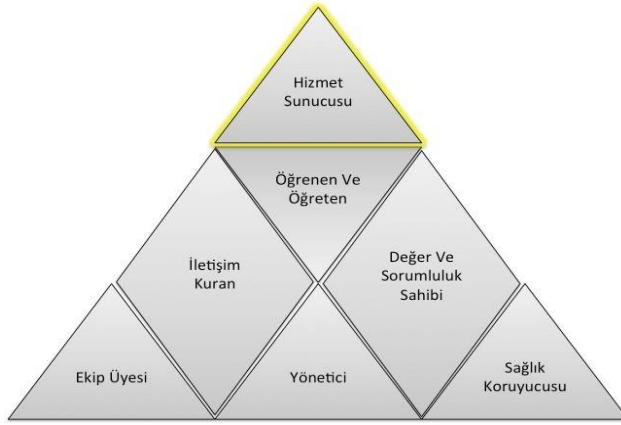 Hizmet
Sunucusu
Öğrenen Ve
Öğreten
İletişim
Kuran
Değer Ve
Sorumluluk
Sahibi
Ekip Üyesi
Yönetici
Sağlık
Koruyucusu